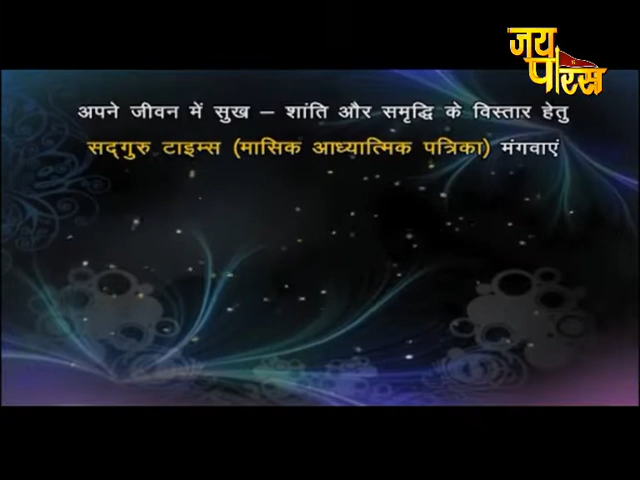 जय
पारस
अपने जीवन में सुख – शांति और समृद्धि के विस्तार हेतु
सद्‌गुरु टाइम्स (मासिक आध्यात्मिक पत्रिका) मंगवाएं